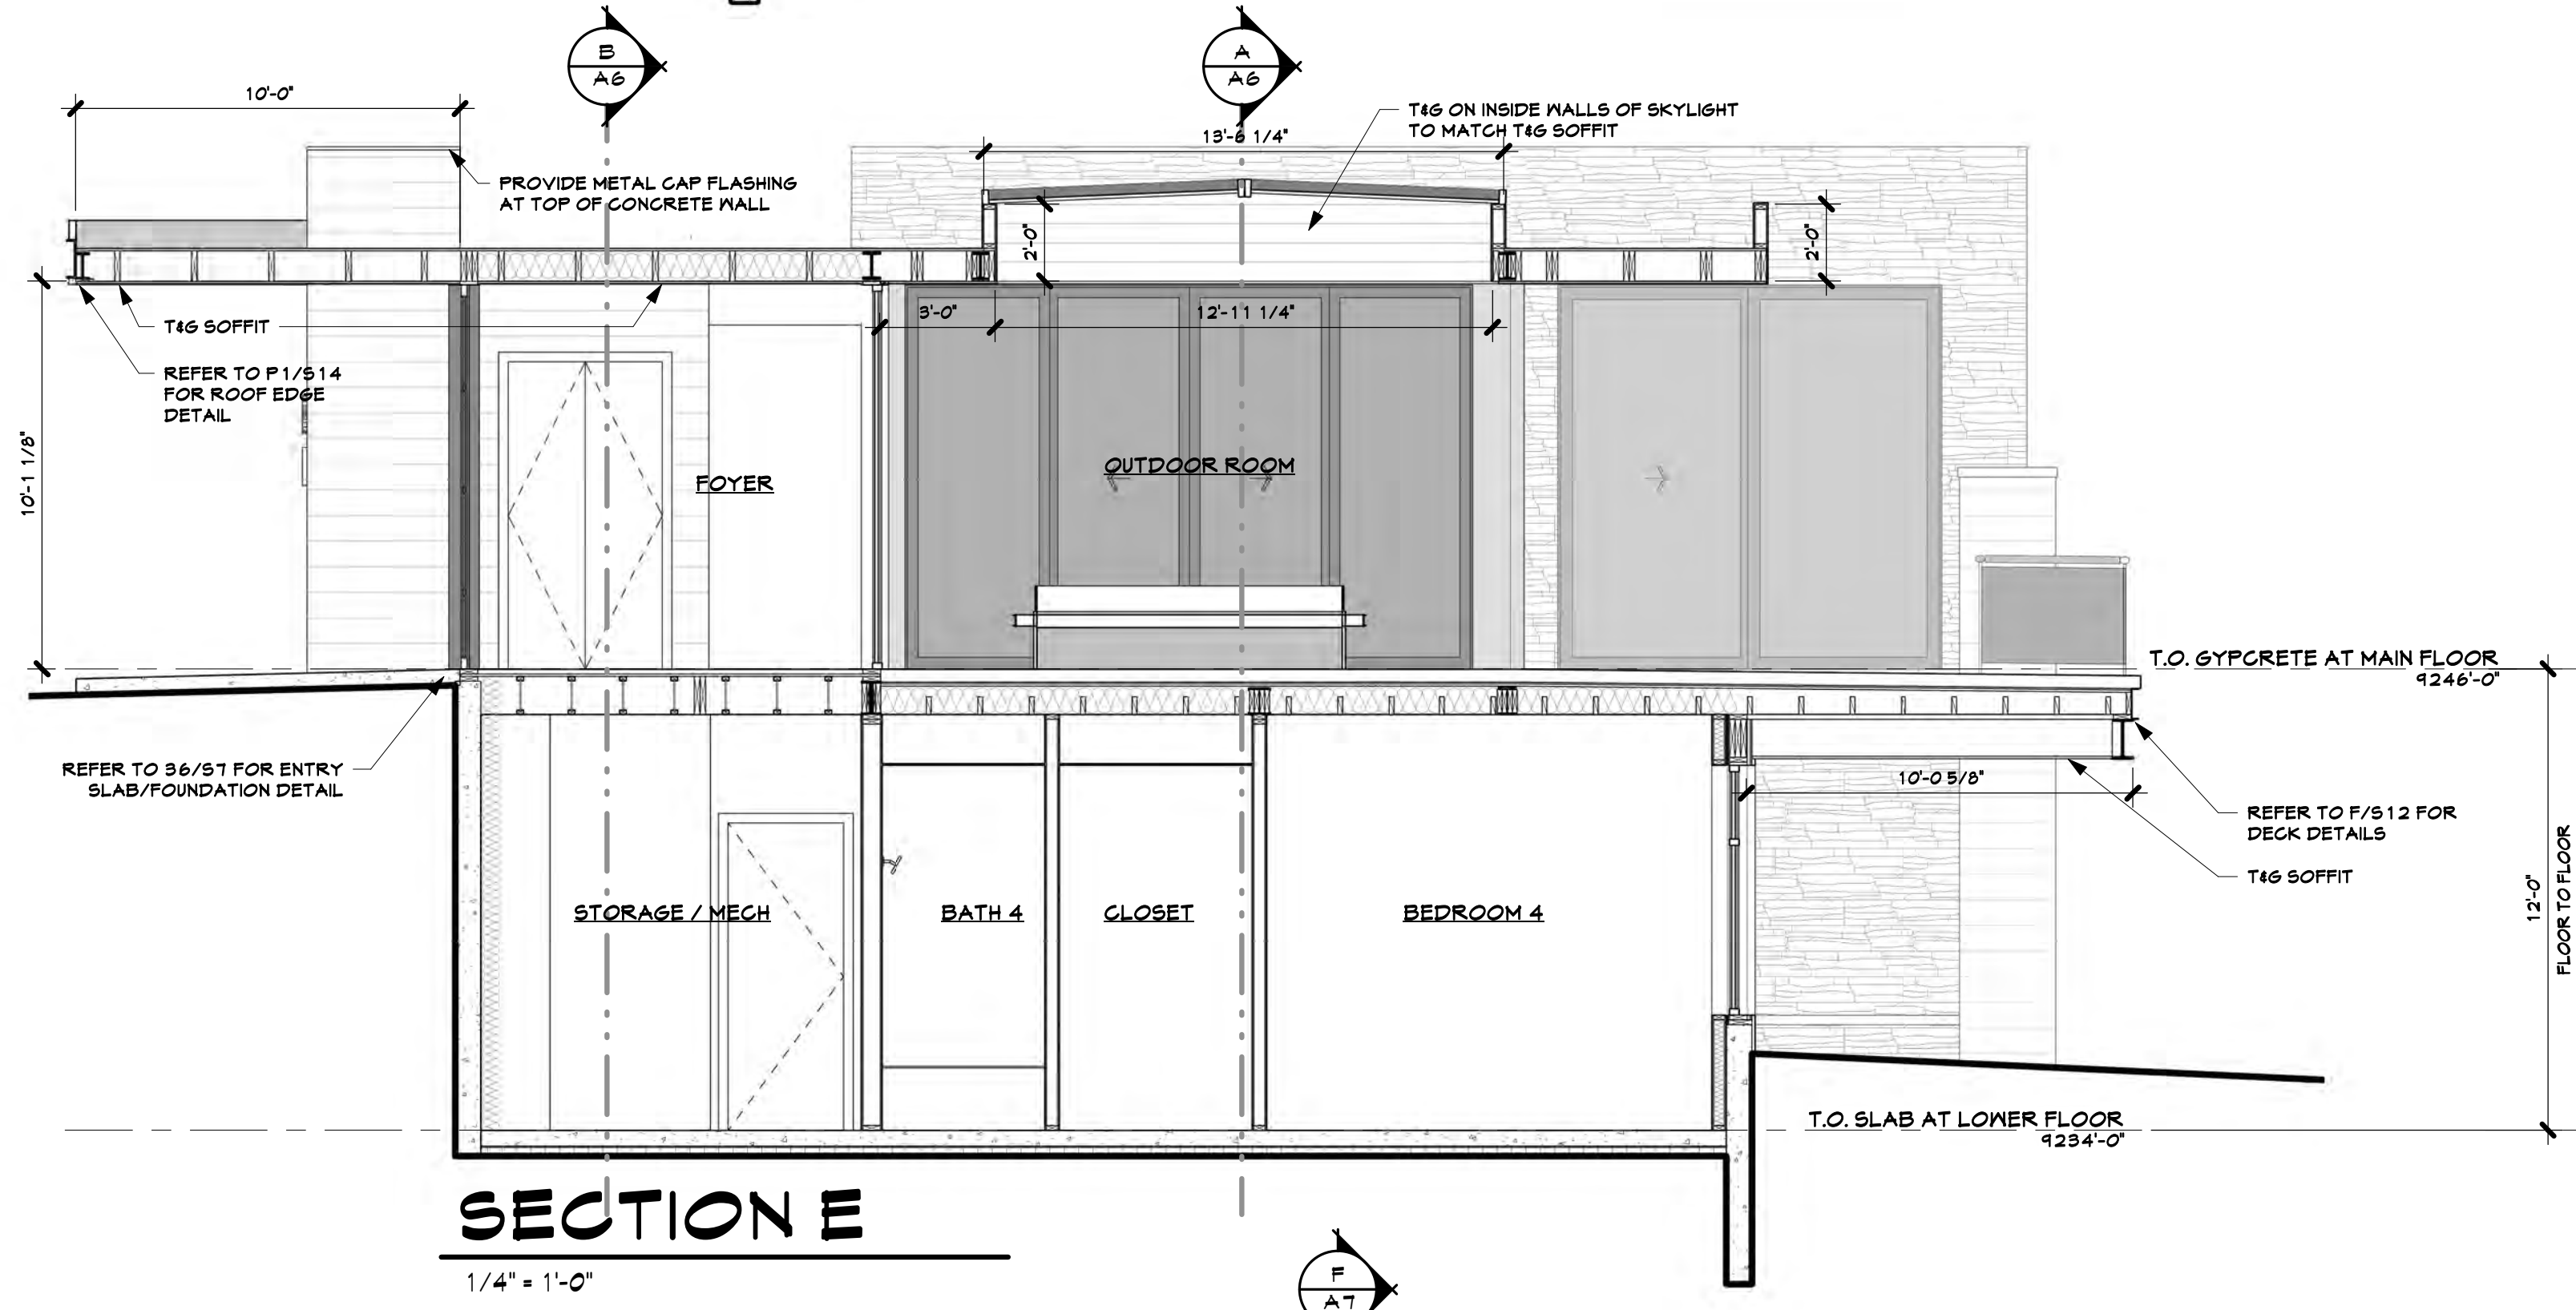 B
A6
A
A6
10'-0"
T&G ON INSIDE WALLS OF SKYLIGHT
TO MATCH T&G SOFFIT
13'-6 1/4"
PROVIDE METAL CAP FLASHING
AT TOP OF CONCRETE WALL
2'-0"
2'-0"
3'-0"
12'-11 1/4"
T&G SOFFIT
REFER TO P1/S14
FOR ROOF EDGE
DETAIL
10'-1 1/8"
FOYER
OUTDOOR ROOM
T.O. GYPCRETE AT MAIN FLOOR
9246'-0"
REFER TO 36/S7 FOR ENTRY
SLAB/FOUNDATION DETAIL
10'-0 5/8"
REFER TO F/S12 FOR
DECK DETAILS
T&G SOFFIT
12'-0"
FLOOR TO FLOOR
STORAGE / MECH
BATH 4
CLOSET
BEDROOM 4
T.O. SLAB AT LOWER FLOOR
9234'-0"
SECTION E
1/4" = 1'-0"
F
A7